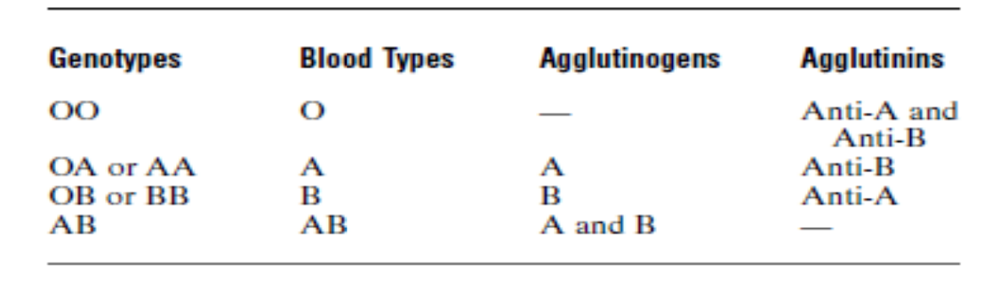 Genotypes Blood Types Agglutinogens Agglutinins
OO O — Anti-A and
Anti-B
OA or AA A A Anti-B
OB or BB B B Anti-A
AB AB A and B —